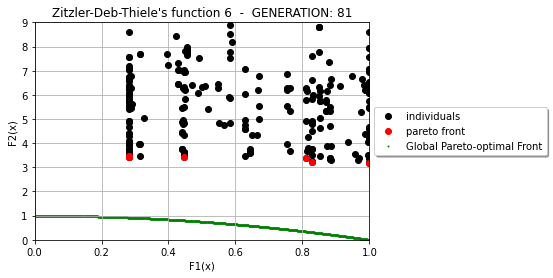 Zitzler-Deb-Thiele's function 6 - GENERATION: 81
9
8
7
6
5
4
3
2
1
0
F2(x)
0.0 0.2 0.4 0.6 0.8 1.0
F1(x)
individuals
pareto front
Global Pareto-optimal Front